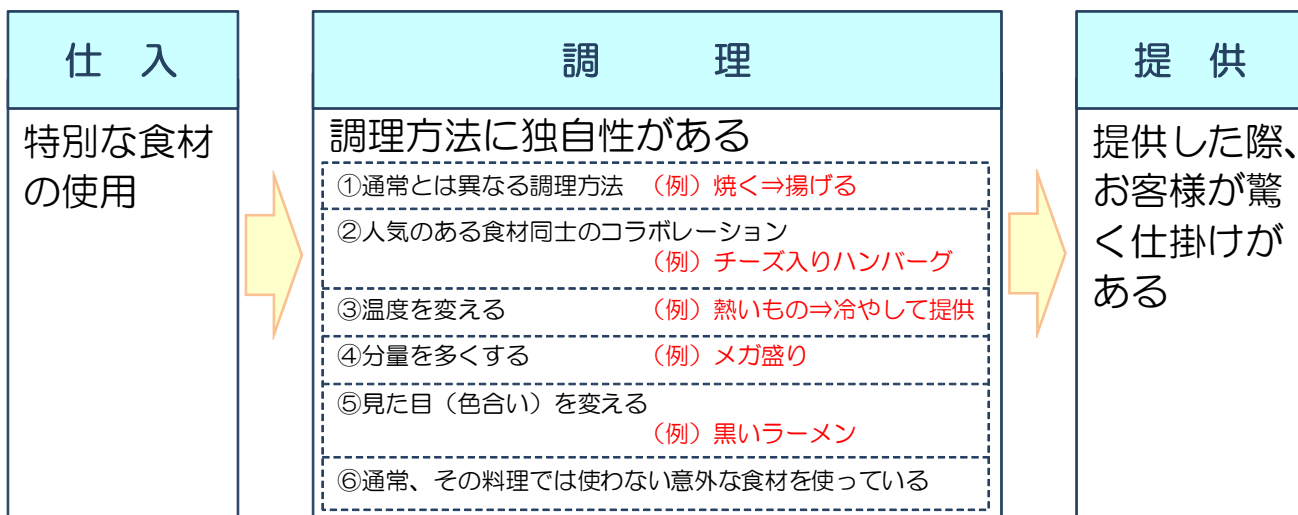 仕 入
特別な食材
の使用
調 理
調理方法に独自性がある
①通常とは異なる調理方法 （例）焼く⇒揚げる
②人気のある食材同士のコラボレーション
（例）チーズ入りハンバーグ
③温度を変える （例）熱いもの⇒冷やして提供
④分量を多くする （例）メガ盛り
⑤見た目（色合い）を変える
（例）黒いラーメン
⑥通常、その料理では使わない意外な食材を使っている
提 供
提供した際、
お客様が驚
く仕掛けが
ある